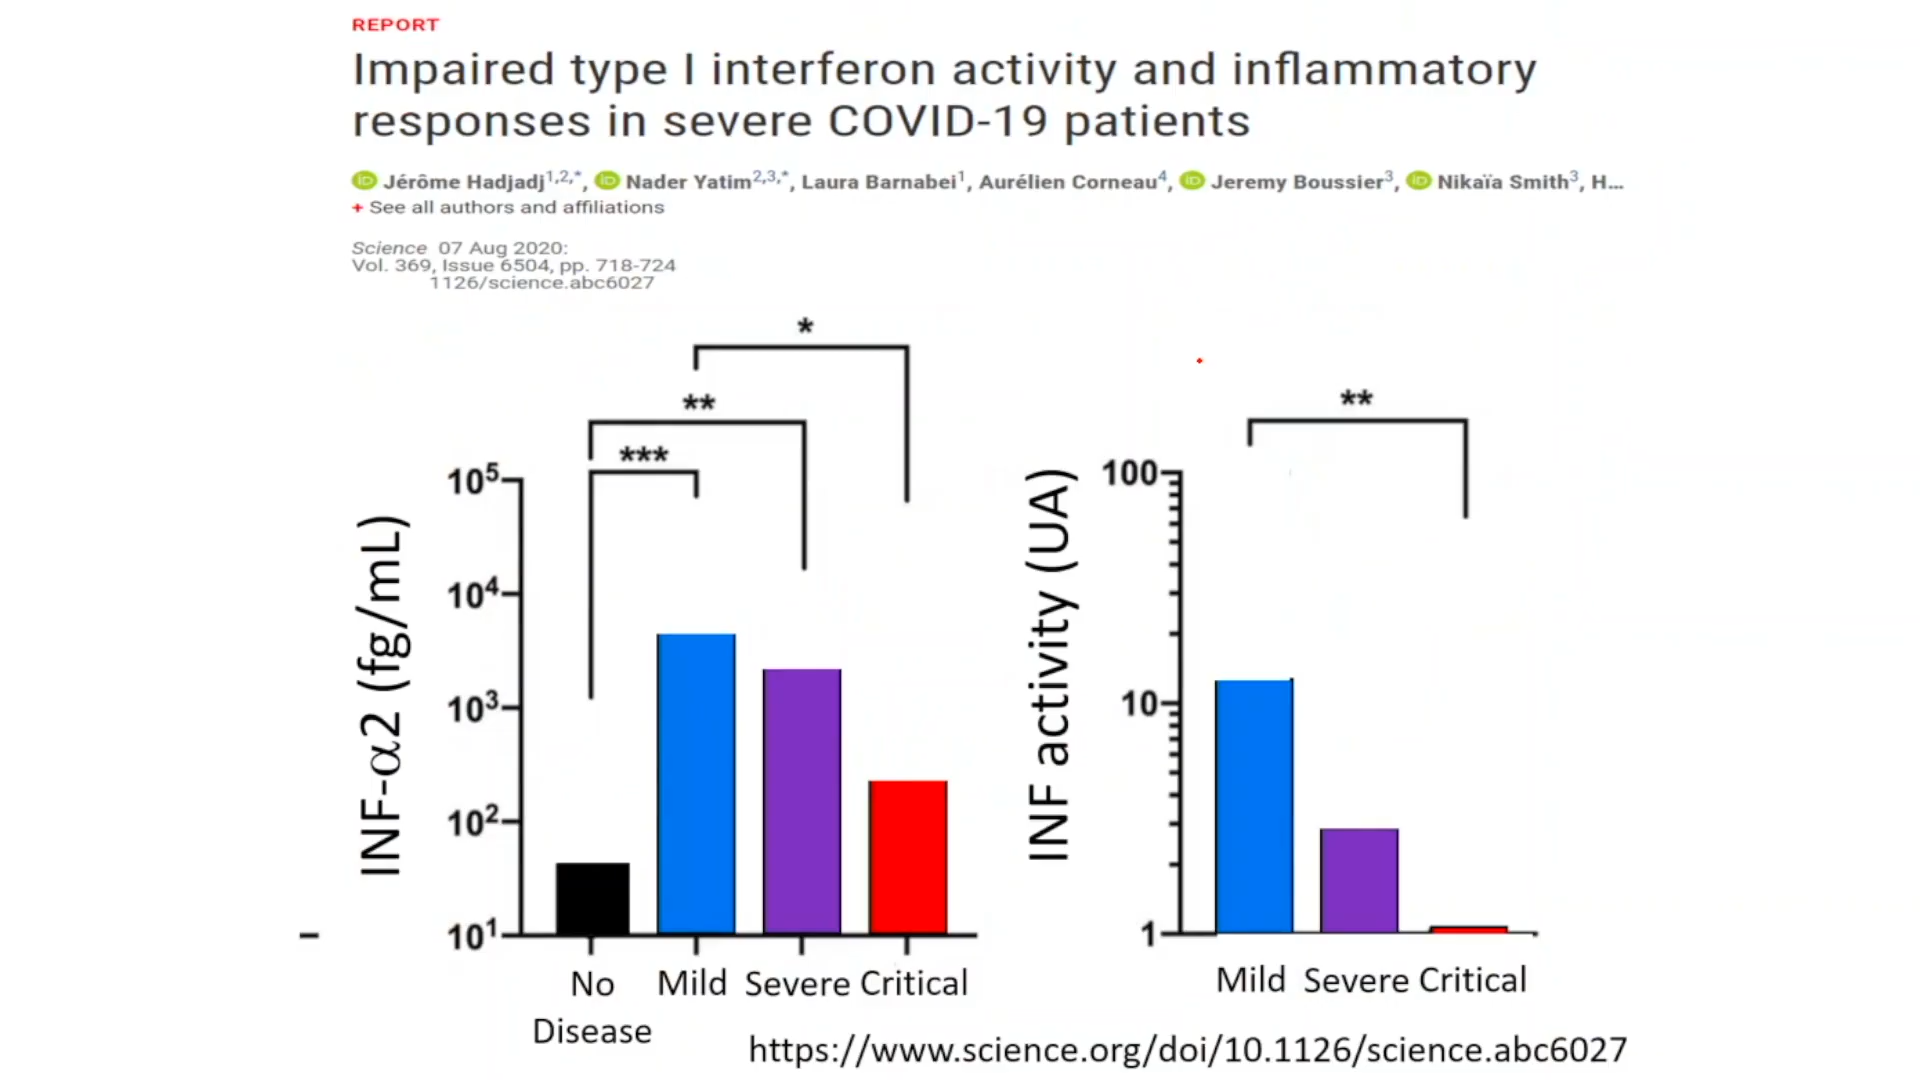 REPORT
Impaired type I interferon activity and inflammatory
responses in severe COVID-19 patients
iD Jérôme Hadjadj1,2,*, iD Nader Yatim2,3,*, Laura Barnabei1, Aurélien Corneau4, iD Jeremy Boussier3, iD Nikaïa Smith3, H...
+ See all authors and affiliations
Science 07 Aug 2020:
Vol. 369, Issue 6504, pp. 718-724
1126/science.abc6027
*
**
***
INF-α2 (fg/mL)
10⁵
10⁴
10³
10²
10¹
No Disease
Mild
Severe
Critical
**
INF activity (UA)
100
10
1
Mild
Severe
Critical
https://www.science.org/doi/10.1126/science.abc6027